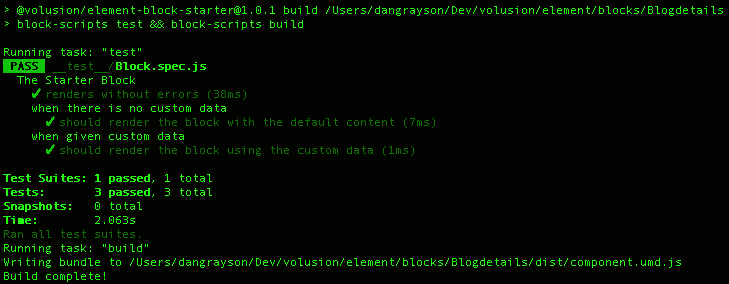 > @volusion/element-block-starter@1.0.1 build /Users/dangrayson/Dev/volusion/element/blocks/Blogdetails
> block-scripts test && block-scripts build
Running task: "test"
PASS __test__/Block.spec.js
The Starter Block
✔ renders without errors (38ms)
when there is no custom data
✔ should render the block with the default content (7ms)
when given custom data
✔ should render the block using the custom data (1ms)
Test Suites: 1 passed, 1 total
Tests: 3 passed, 3 total
Snapshots: 0 total
Time: 2.063s
Ran all test suites.
Running task: "build"
Writing bundle to /Users/dangrayson/Dev/volusion/element/blocks/Blogdetails/dist/component.umd.js
Build complete!